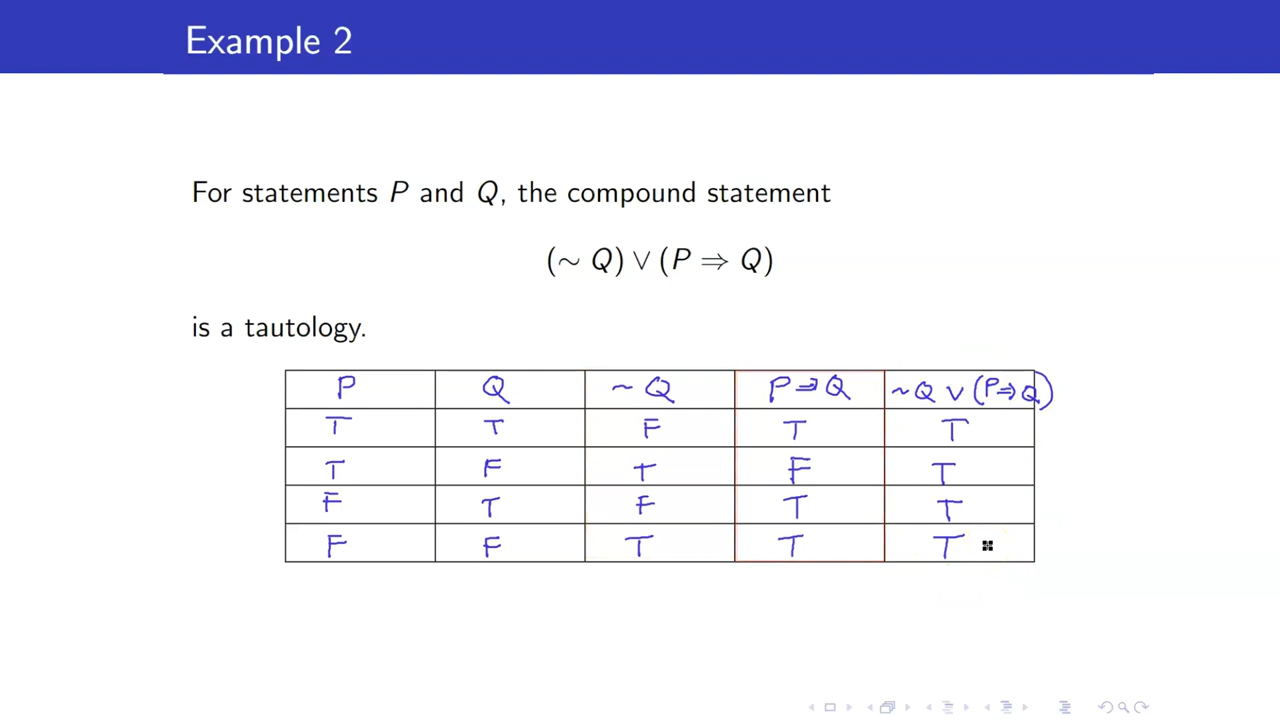 Example 2
For statements P and Q, the compound statement
(∼ Q) ∨ (P ⇒ Q)
is a tautology.
P Q ~Q P⇒Q ~Q ∨ (P⇒Q)
T T F T T
T F T F T
F T F T T
F F T T T